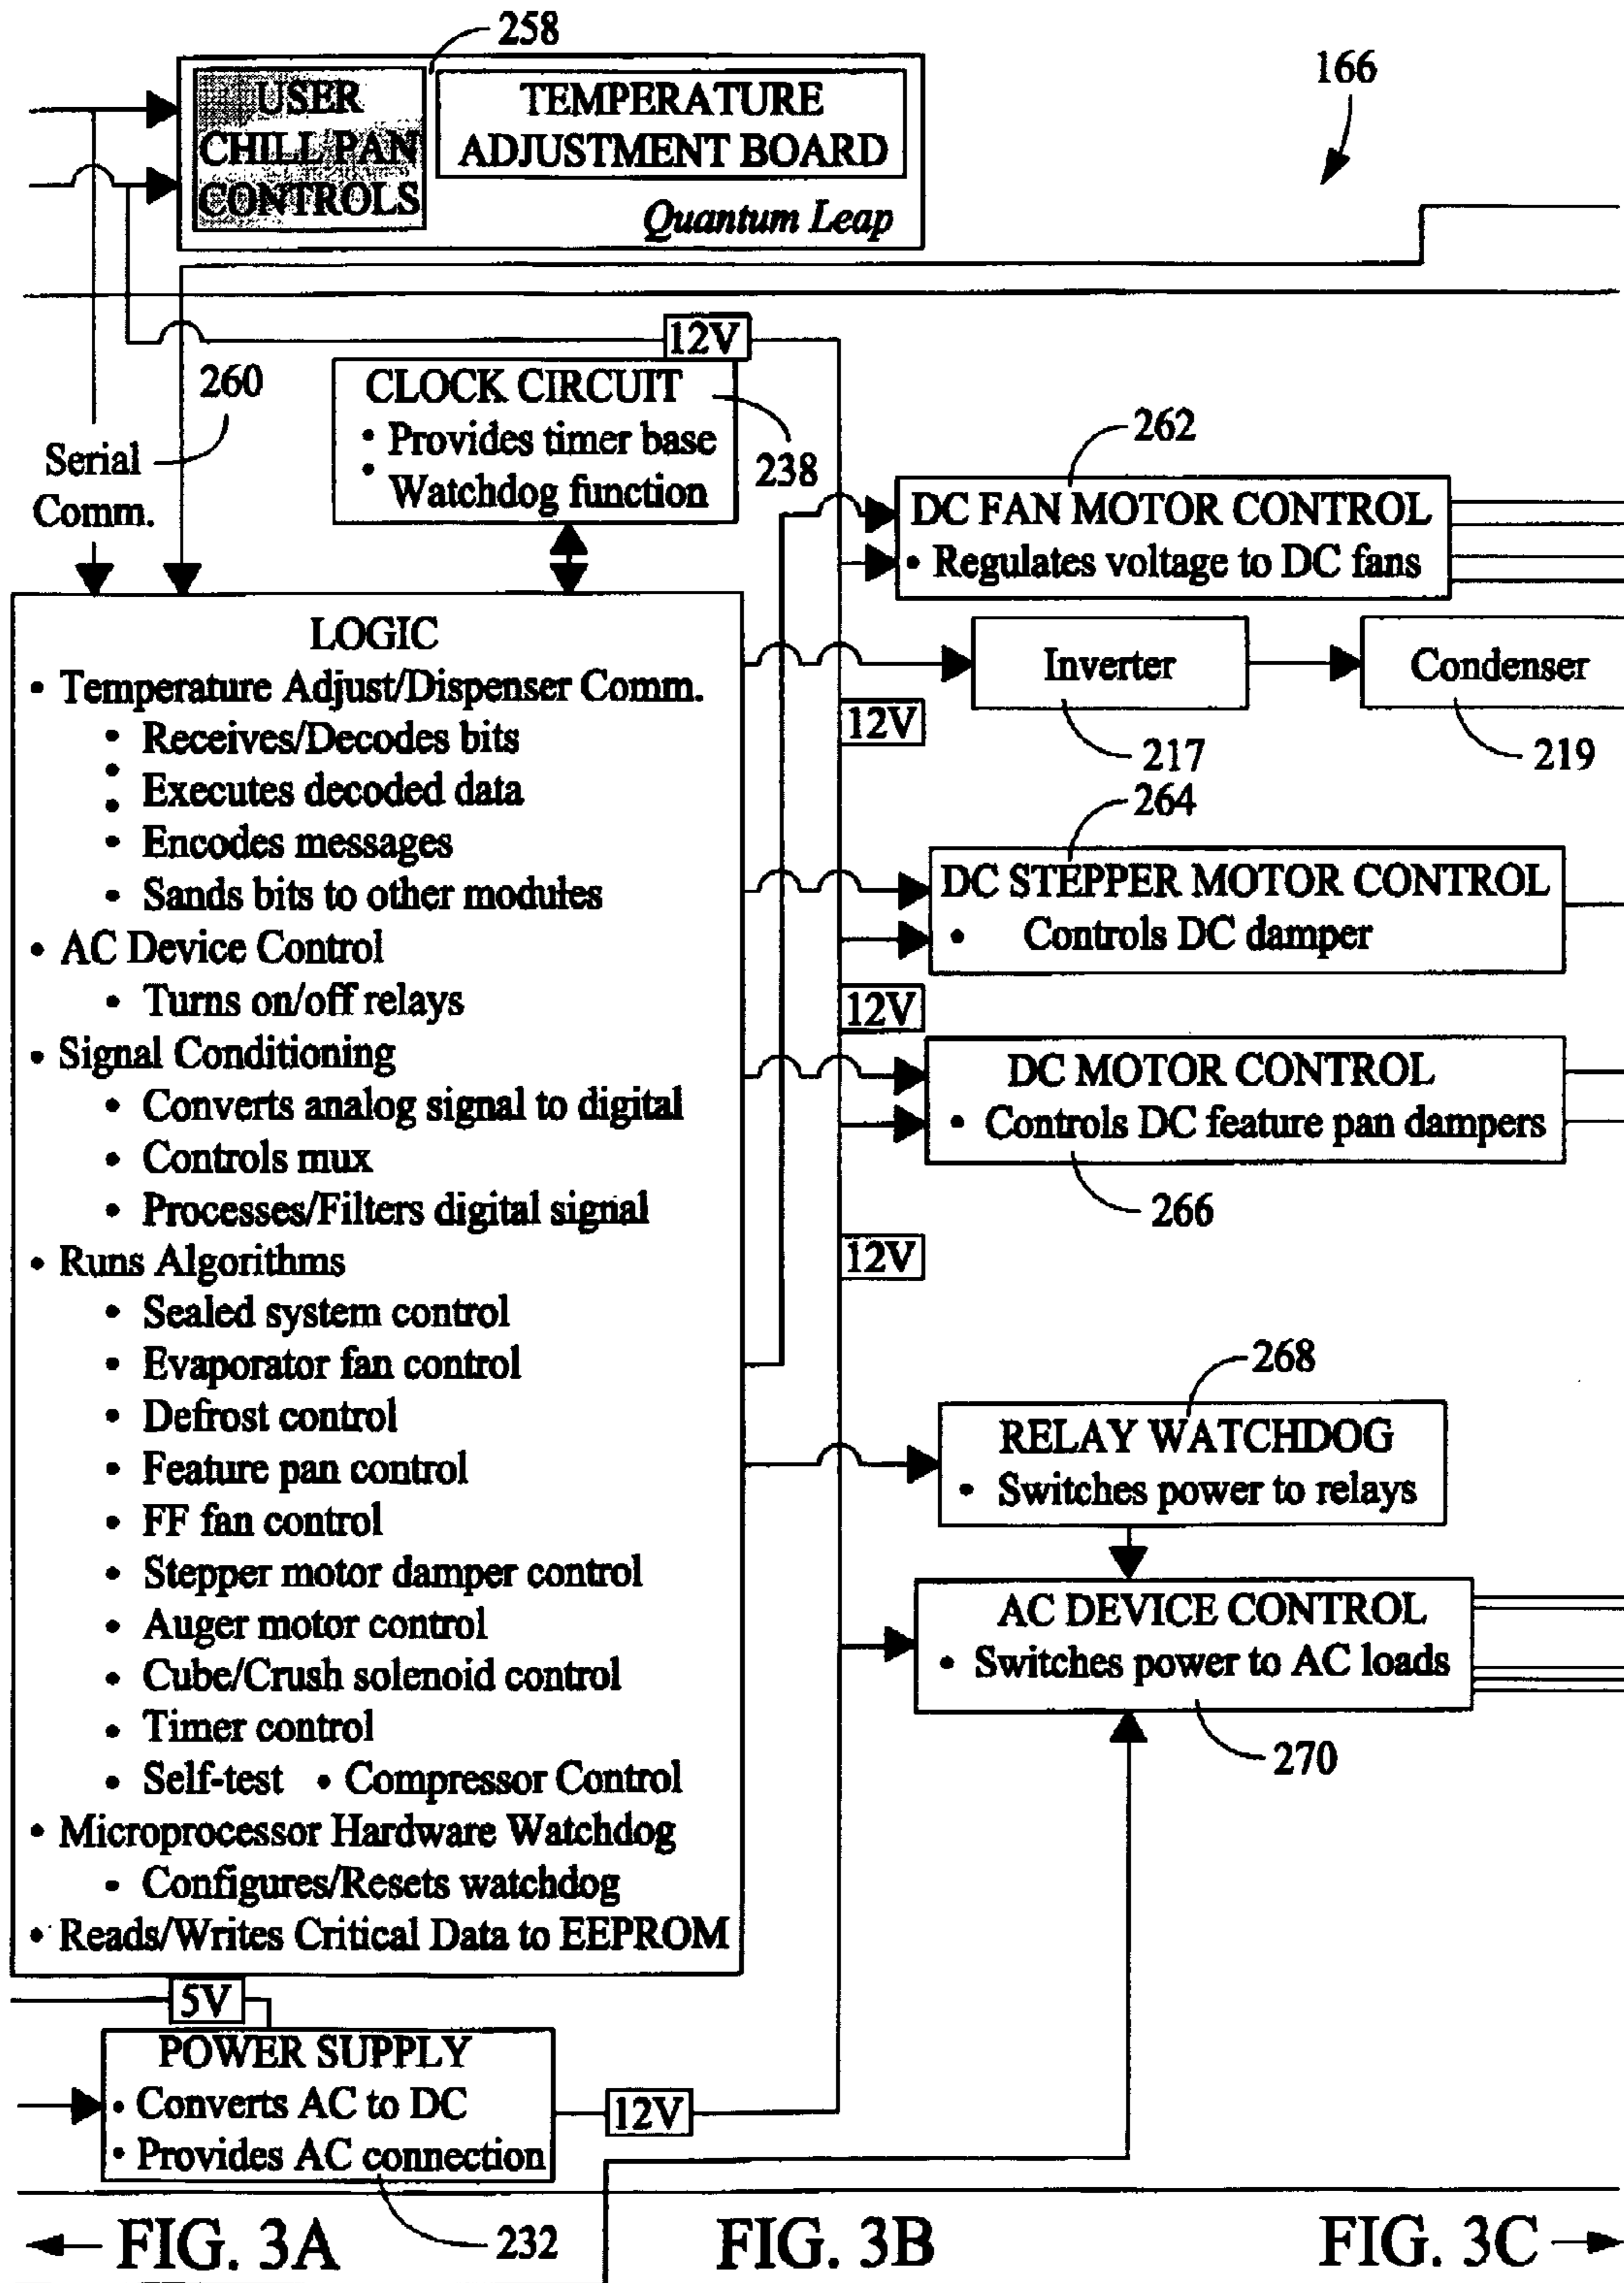 258
166
USER
CHILL PAN
CONTROLS
TEMPERATURE
ADJUSTMENT BOARD
Quantum Leap
12V
260
Serial
Comm.
CLOCK CIRCUIT
• Provides timer base
• Watchdog function
238
262
DC FAN MOTOR CONTROL
• Regulates voltage to DC fans
LOGIC
• Temperature Adjust/Dispenser Comm.
• Receives/Decodes bits
• Executes decoded data
• Encodes messages
• Sands bits to other modules
• AC Device Control
• Turns on/off relays
• Signal Conditioning
• Converts analog signal to digital
• Controls mux
• Processes/Filters digital signal
• Runs Algorithms
• Sealed system control
• Evaporator fan control
• Defrost control
• Feature pan control
• FF fan control
• Stepper motor damper control
• Auger motor control
• Cube/Crush solenoid control
• Timer control
• Self-test • Compressor Control
• Microprocessor Hardware Watchdog
• Configures/Resets watchdog
• Reads/Writes Critical Data to EEPROM
Inverter
Condenser
12V
217
219
264
DC STEPPER MOTOR CONTROL
• Controls DC damper
12V
DC MOTOR CONTROL
• Controls DC feature pan dampers
266
12V
268
RELAY WATCHDOG
• Switches power to relays
AC DEVICE CONTROL
• Switches power to AC loads
270
5V
POWER SUPPLY
• Converts AC to DC
• Provides AC connection
12V
232
FIG. 3A
FIG. 3B
FIG. 3C